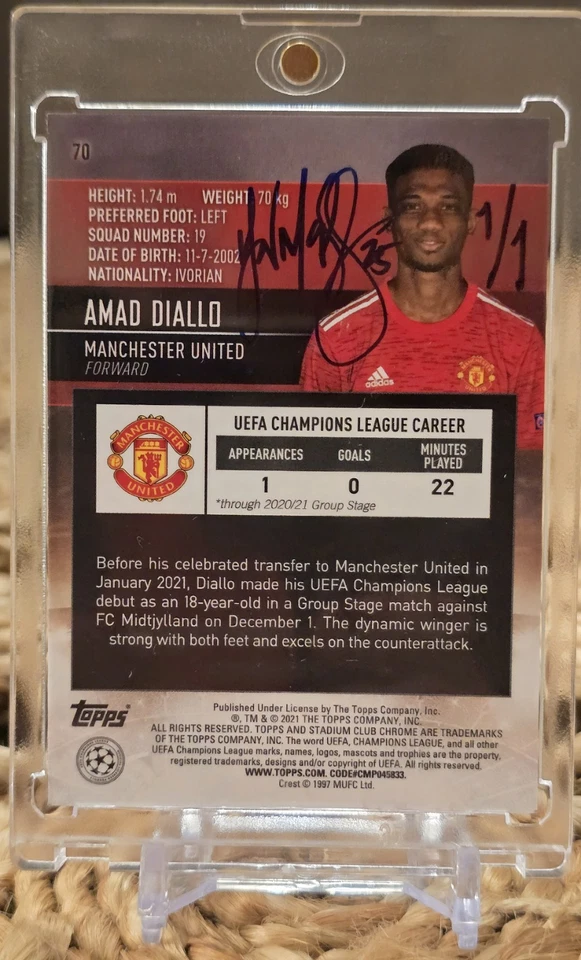 70
HEIGHT: 1.74 m WEIGHT: 70 kg
PREFERRED FOOT: LEFT
SQUAD NUMBER: 19
DATE OF BIRTH: 11-7-2002
NATIONALITY: IVORIAN
1/1
AMAD DIALLO
MANCHESTER UNITED
FORWARD
adidas
MANCHESTER
UNITED
UEFA CHAMPIONS LEAGUE CAREER
APPEARANCES GOALS MINUTES PLAYED
1 0 22
*through 2020/21 Group Stage
Before his celebrated transfer to Manchester United in
January 2021, Diallo made his UEFA Champions League
debut as an 18-year-old in a Group Stage match against
FC Midtjylland on December 1. The dynamic winger is
strong with both feet and excels on the counterattack.
Topps
Published Under License by The Topps Company, Inc.
®, TM & © 2021 THE TOPPS COMPANY, INC.
ALL RIGHTS RESERVED. TOPPS AND STADIUM CLUB CHROME ARE TRADEMARKS
OF THE TOPPS COMPANY, INC. The word UEFA, CHAMPIONS LEAGUE, and all other
UEFA Champions League marks, names, logos, mascots and trophies are the property,
registered trademarks, designs and/or copyright of UEFA. All rights reserved.
WWW.TOPPS.COM. CODE#CMP045833.
Crest © 1997 MUFC Ltd.